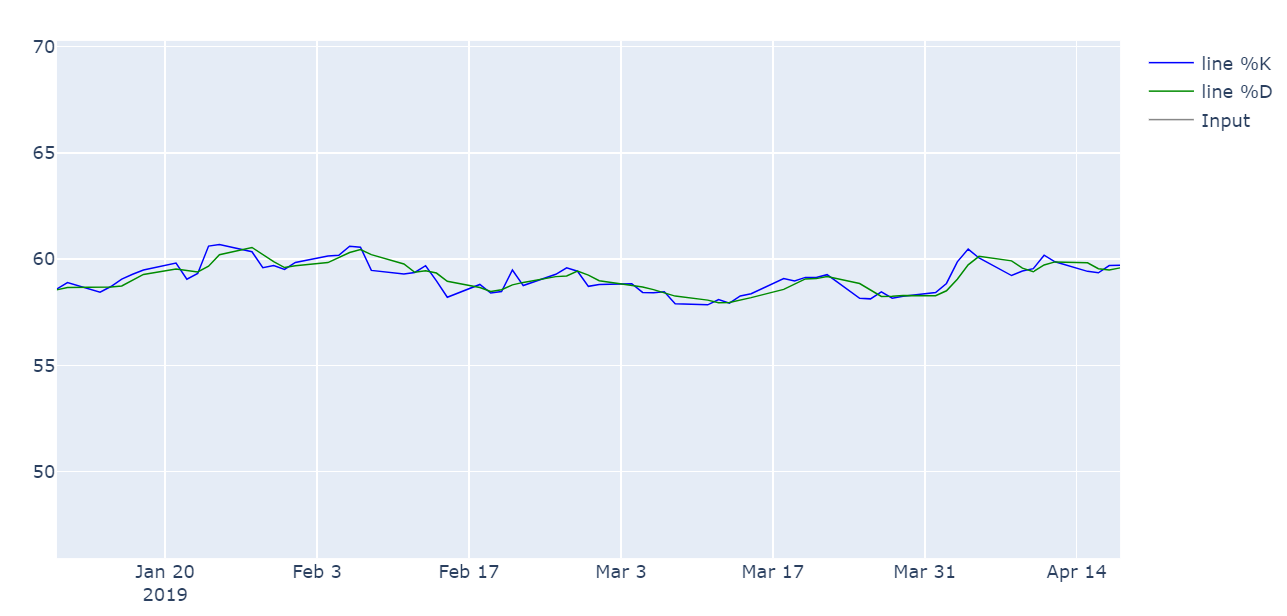 70
65
60
55
50
Jan 20
2019
Feb 3
Feb 17
Mar 3
Mar 17
Mar 31
Apr 14
line %K
line %D
Input